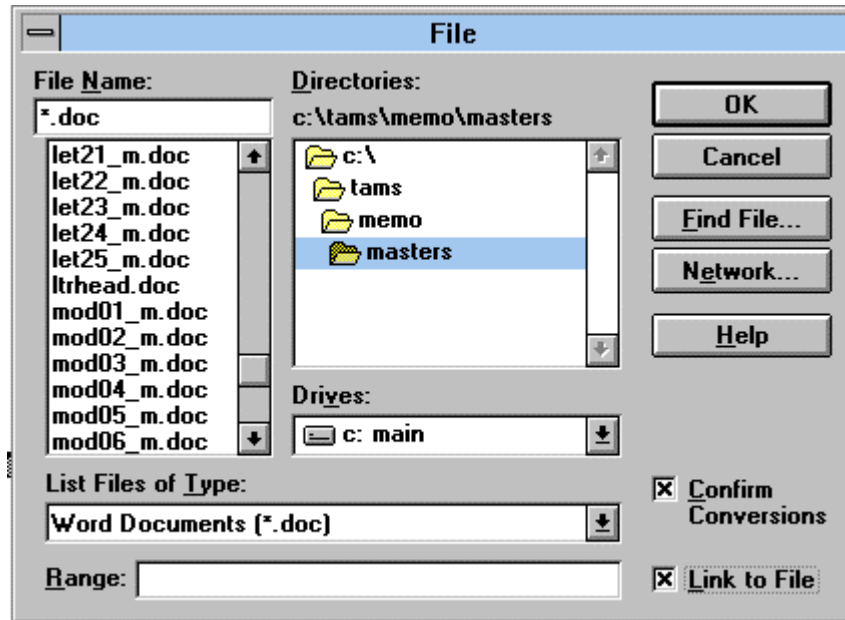 File
File Name:
*.doc
let21_m.doc
let22_m.doc
let23_m.doc
let24_m.doc
let25_m.doc
ltrhead.doc
mod01_m.doc
mod02_m.doc
mod03_m.doc
mod04_m.doc
mod05_m.doc
mod06_m.doc
Directories:
c:\tams\memo\masters
c:\
tams
memo
masters
Drives:
c: main
OK
Cancel
Find File...
Network...
Help
List Files of Type:
Word Documents (*.doc)
Range:
Confirm
Conversions
Link to File